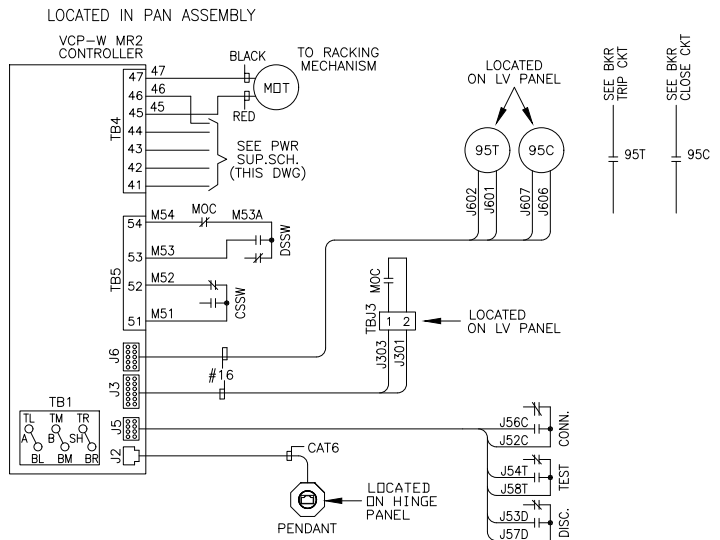 LOCATED IN PAN ASSEMBLY
VCP-W MR2
CONTROLLER
BLACK
TO RACKING
MECHANISM
MOT
RED
47
47
46
46
45
45
44
43
42
41
TB4
SEE PWR
SUP.SCH.
(THIS DWG)
LOCATED
ON LV PANEL
95T
95C
J602
J601
J607
J606
SEE BKR
TRIP CKT
95T
SEE BKR
CLOSE CKT
95C
TB5
54
M54
MOC
M53A
53
M53
DSSW
52
M52
51
M51
CSSW
MOC
TBJ3
1
2
LOCATED
ON LV PANEL
J303
J301
J6
#16
J3
TB1
TL
TM
TR
A
B
SH
BL
BM
BR
J5
J2
CAT6
LOCATED
ON HINGE
PANEL
PENDANT
J56C
J52C
CONN.
J54T
J58T
TEST
J53D
J57D
DISC.